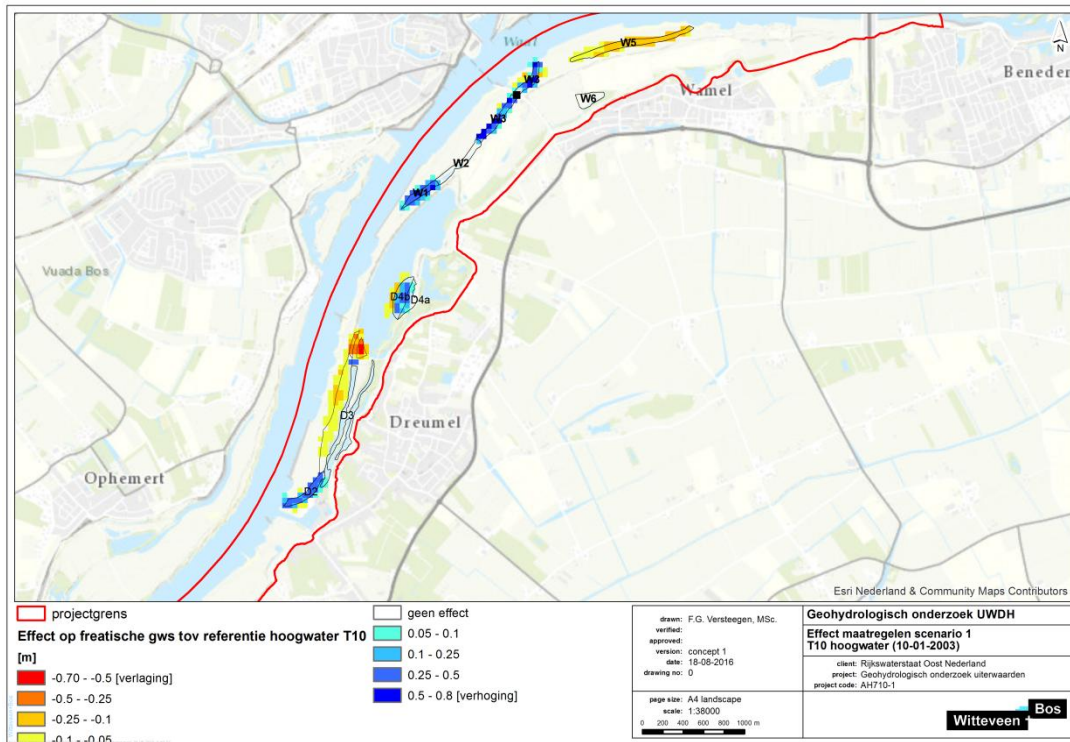 Waal
W5
N
Beneden
W8
W6
Wamel
W3
W2
W1
Vuada Bos
D4b
D4a
D3
Dreumel
Ophemert
D2
Esri Nederland & Community Maps Contributors
projectgrens
Effect op freatische gws tov referentie hoogwater T10
[m]
-0.70 - -0.5 [verlaging]
-0.5 - -0.25
-0.25 - -0.1
-0.1 - -0.05
geen effect
0.05 - 0.1
0.1 - 0.25
0.25 - 0.5
0.5 - 0.8 [verhoging]
drawn: F.G. Versteegen, MSc.
verified:
approved:
version: concept 1
date: 18-08-2016
drawing no: 0
page size: A4 landscape
scale: 1:38000
0 200 400 600 800 1000 m
Geohydrologisch onderzoek UWDH
Effect maatregelen scenario 1
T10 hoogwater (10-01-2003)
client: Rijkswaterstaat Oost Nederland
project: Geohydrologisch onderzoek uiterwaarden
project code: AH710-1
Witteveen + Bos